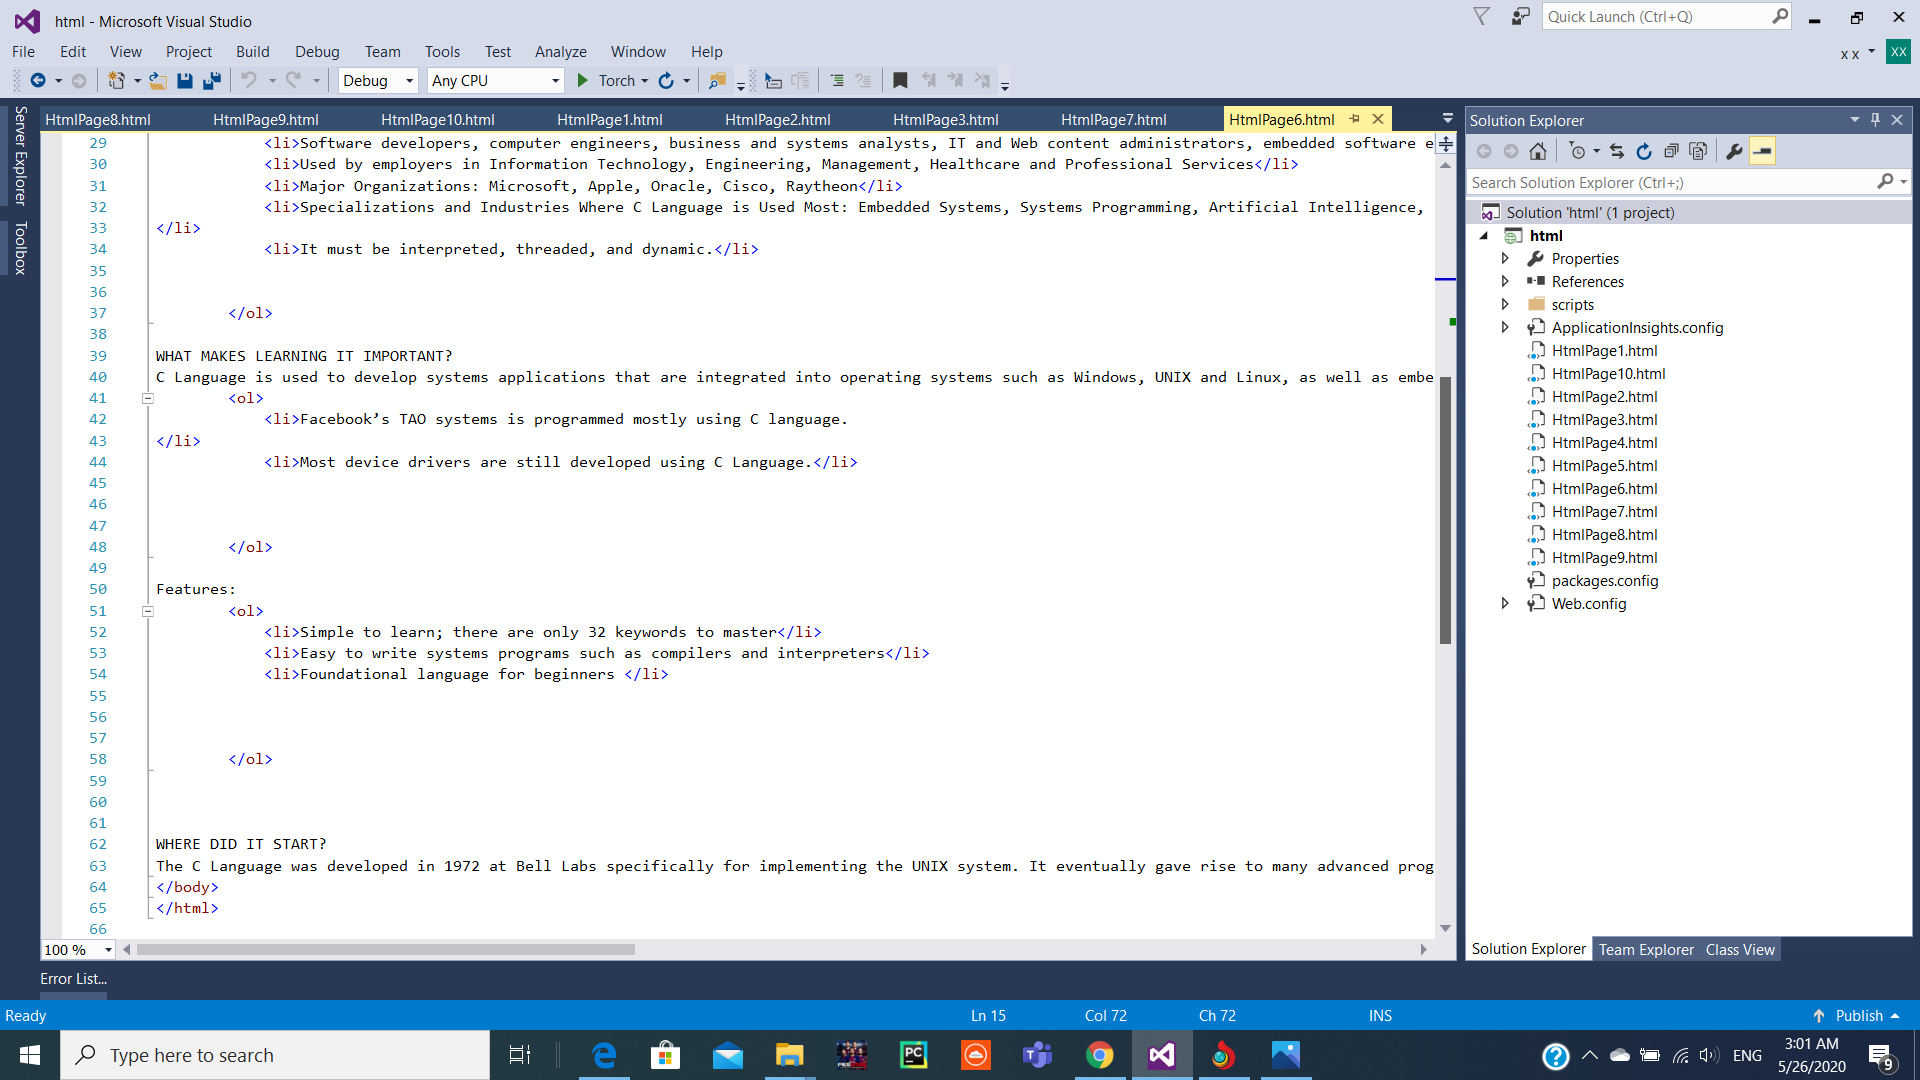 html - Microsoft Visual Studio
Quick Launch (Ctrl+Q)
File Edit View Project Build Debug Team Tools Test Analyze Window Help
x x XX
Debug Any CPU Torch
Server Explorer
Toolbox
HtmlPage8.html HtmlPage9.html HtmlPage10.html HtmlPage1.html HtmlPage2.html HtmlPage3.html HtmlPage7.html HtmlPage6.html
29 <li>Software developers, computer engineers, business and systems analysts, IT and Web content administrators, embedded software e
30 <li>Used by employers in Information Technology, Engineering, Management, Healthcare and Professional Services</li>
31 <li>Major Organizations: Microsoft, Apple, Oracle, Cisco, Raytheon</li>
32 <li>Specializations and Industries Where C Language is Used Most: Embedded Systems, Systems Programming, Artificial Intelligence,
33 </li>
34 <li>It must be interpreted, threaded, and dynamic.</li>
35
36
37 </ol>
38
39 WHAT MAKES LEARNING IT IMPORTANT?
40 C Language is used to develop systems applications that are integrated into operating systems such as Windows, UNIX and Linux, as well as embe
41 <ol>
42 <li>Facebook’s TAO systems is programmed mostly using C language.
43 </li>
44 <li>Most device drivers are still developed using C Language.</li>
45
46
47
48 </ol>
49
50 Features:
51 <ol>
52 <li>Simple to learn; there are only 32 keywords to master</li>
53 <li>Easy to write systems programs such as compilers and interpreters</li>
54 <li>Foundational language for beginners </li>
55
56
57
58 </ol>
59
60
61
62 WHERE DID IT START?
63 The C Language was developed in 1972 at Bell Labs specifically for implementing the UNIX system. It eventually gave rise to many advanced prog
64 </body>
65 </html>
66
100 %
Solution Explorer
Search Solution Explorer (Ctrl+;)
Solution 'html' (1 project)
html
Properties
References
scripts
ApplicationInsights.config
HtmlPage1.html
HtmlPage10.html
HtmlPage2.html
HtmlPage3.html
HtmlPage4.html
HtmlPage5.html
HtmlPage6.html
HtmlPage7.html
HtmlPage8.html
HtmlPage9.html
packages.config
Web.config
Solution Explorer Team Explorer Class View
Error List...
Ready Ln 15 Col 72 Ch 72 INS Publish
Type here to search
PC
ENG
3:01 AM
5/26/2020
9